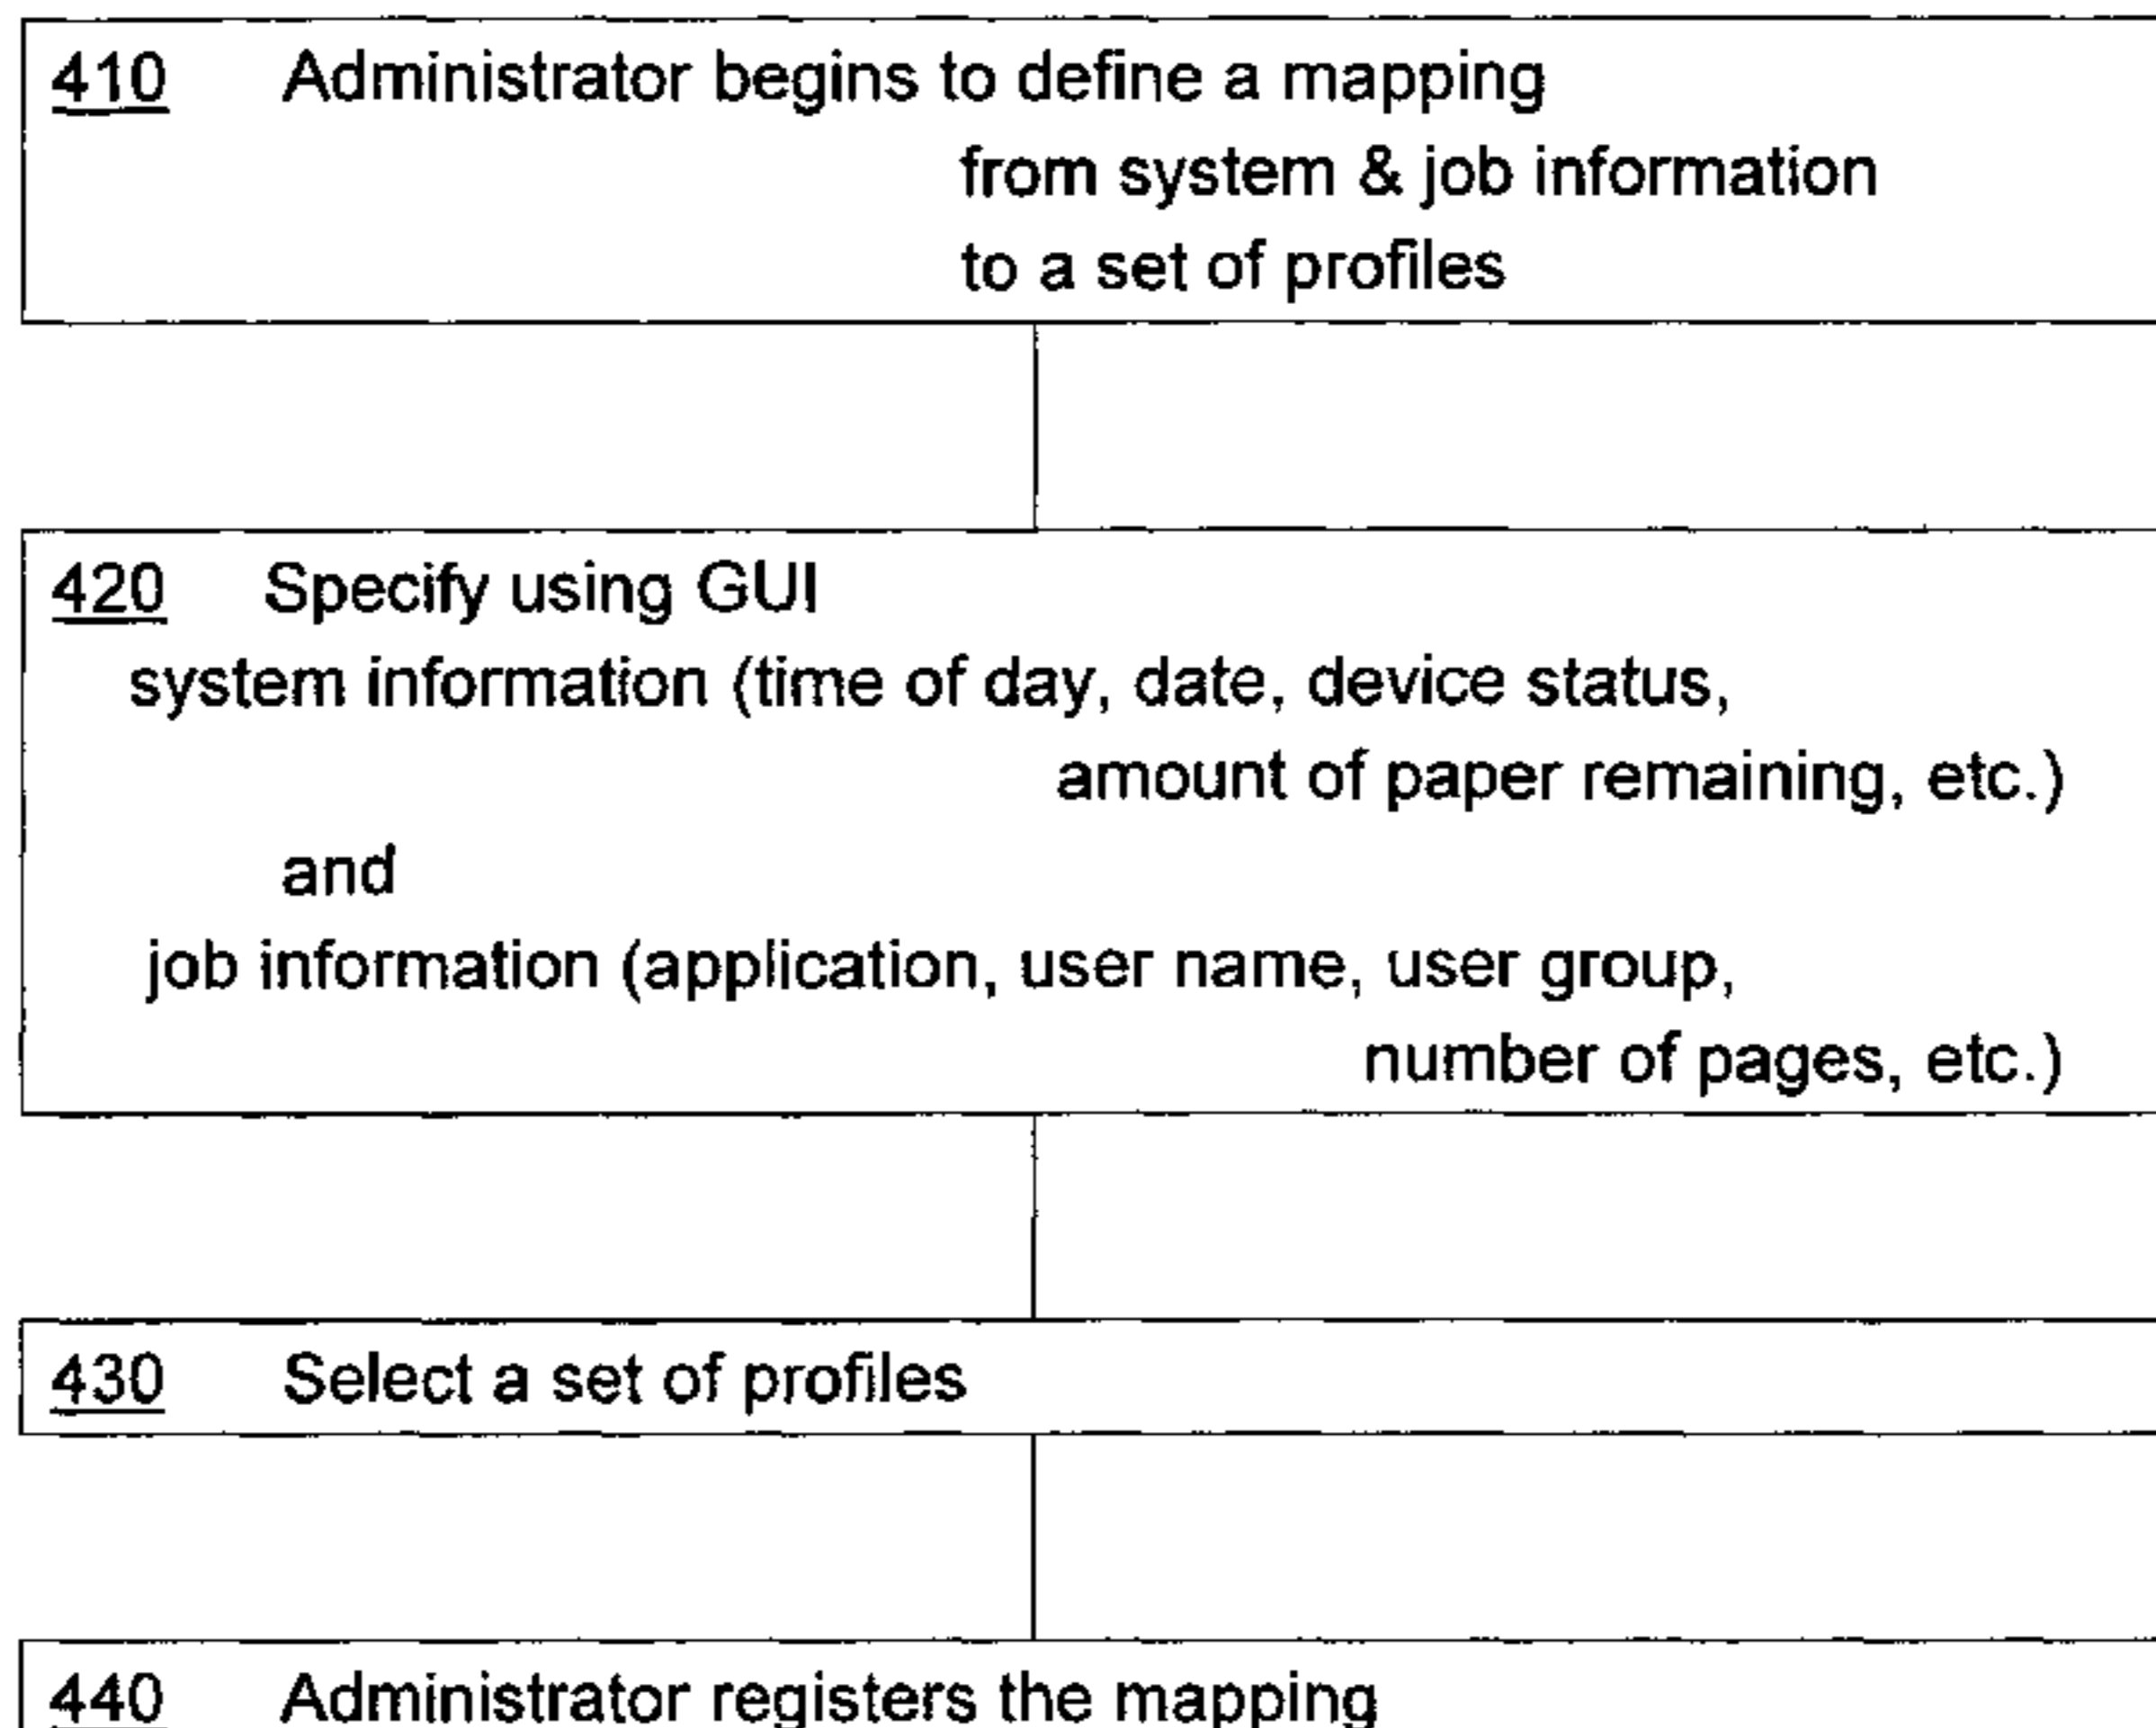 410 Administrator begins to define a mapping
from system & job information
to a set of profiles
420 Specify using GUI
system information (time of day, date, device status,
amount of paper remaining, etc.)
and
job information (application, user name, user group,
number of pages, etc.)
430 Select a set of profiles
440 Administrator registers the mapping